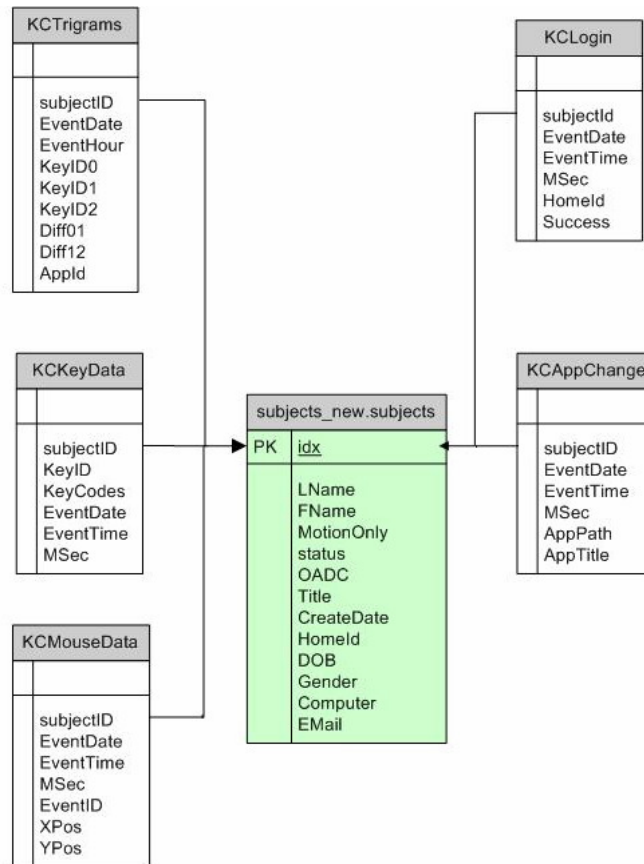 KCTrigrams
subjectID
EventDate
EventHour
KeyID0
KeyID1
KeyID2
Diff01
Diff12
AppId
KCLogin
subjectId
EventDate
EventTime
MSec
HomeId
Success
KCKeyData
subjectID
KeyID
KeyCodes
EventDate
EventTime
MSec
subjects_new.subjects
PK idx
LName
FName
MotionOnly
status
OADC
Title
CreateDate
HomeId
DOB
Gender
Computer
EMail
KCAppChange
subjectID
EventDate
EventTime
MSec
AppPath
AppTitle
KCMouseData
subjectID
EventDate
EventTime
MSec
EventID
XPos
YPos